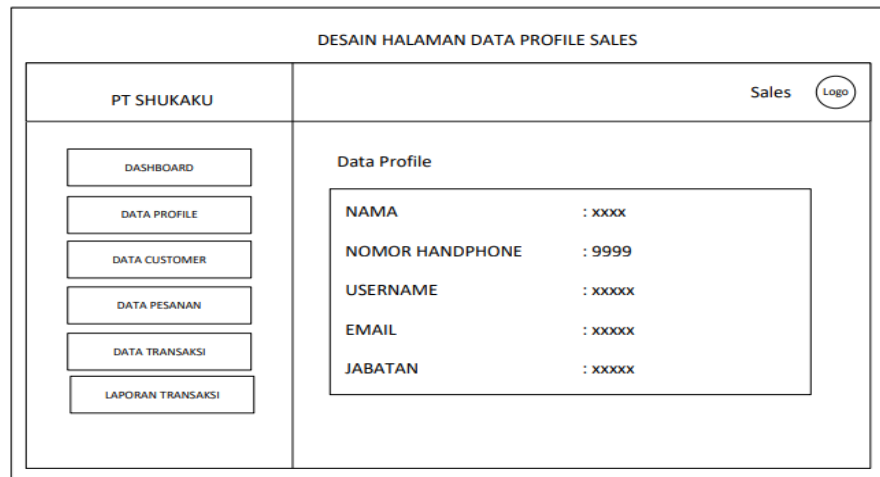 DESAIN HALAMAN DATA PROFILE SALES
PT SHUKAKU
Sales
Logo
DASHBOARD
DATA PROFILE
DATA CUSTOMER
DATA PESANAN
DATA TRANSAKSI
LAPORAN TRANSAKSI
Data Profile
NAMA : xxxx
NOMOR HANDPHONE : 9999
USERNAME : xxxxx
EMAIL : xxxxx
JABATAN : xxxxx